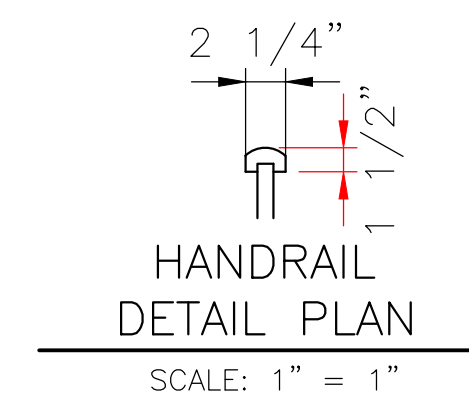 2 1/4”
1 1/2”
HANDRAIL
DETAIL PLAN
SCALE: 1” = 1”